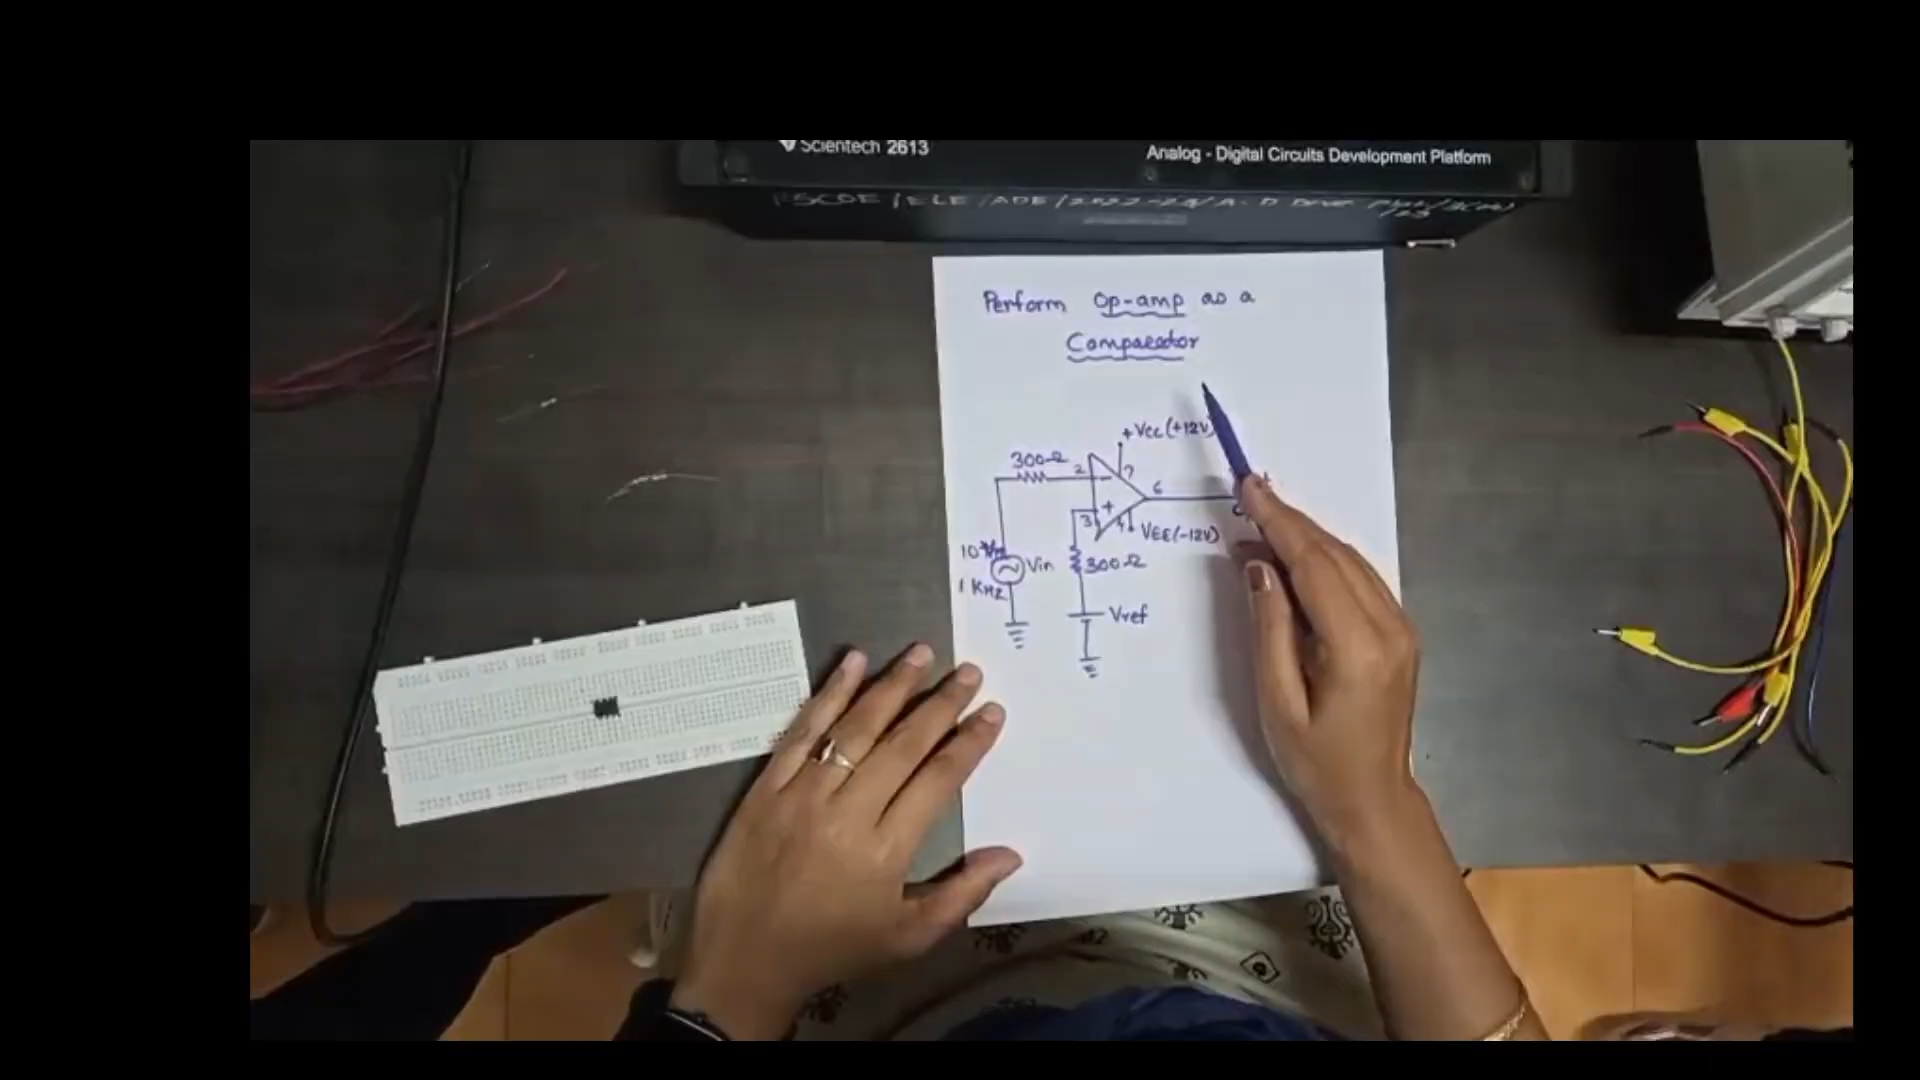 Scientech 2613
Analog - Digital Circuits Development Platform
Perform Op-amp as a
Comparator
+Vcc (+12V)
300Ω
2
7
6
3
+
4
VEE(-12V)
10
Vin
300Ω
1 KHz
Vref